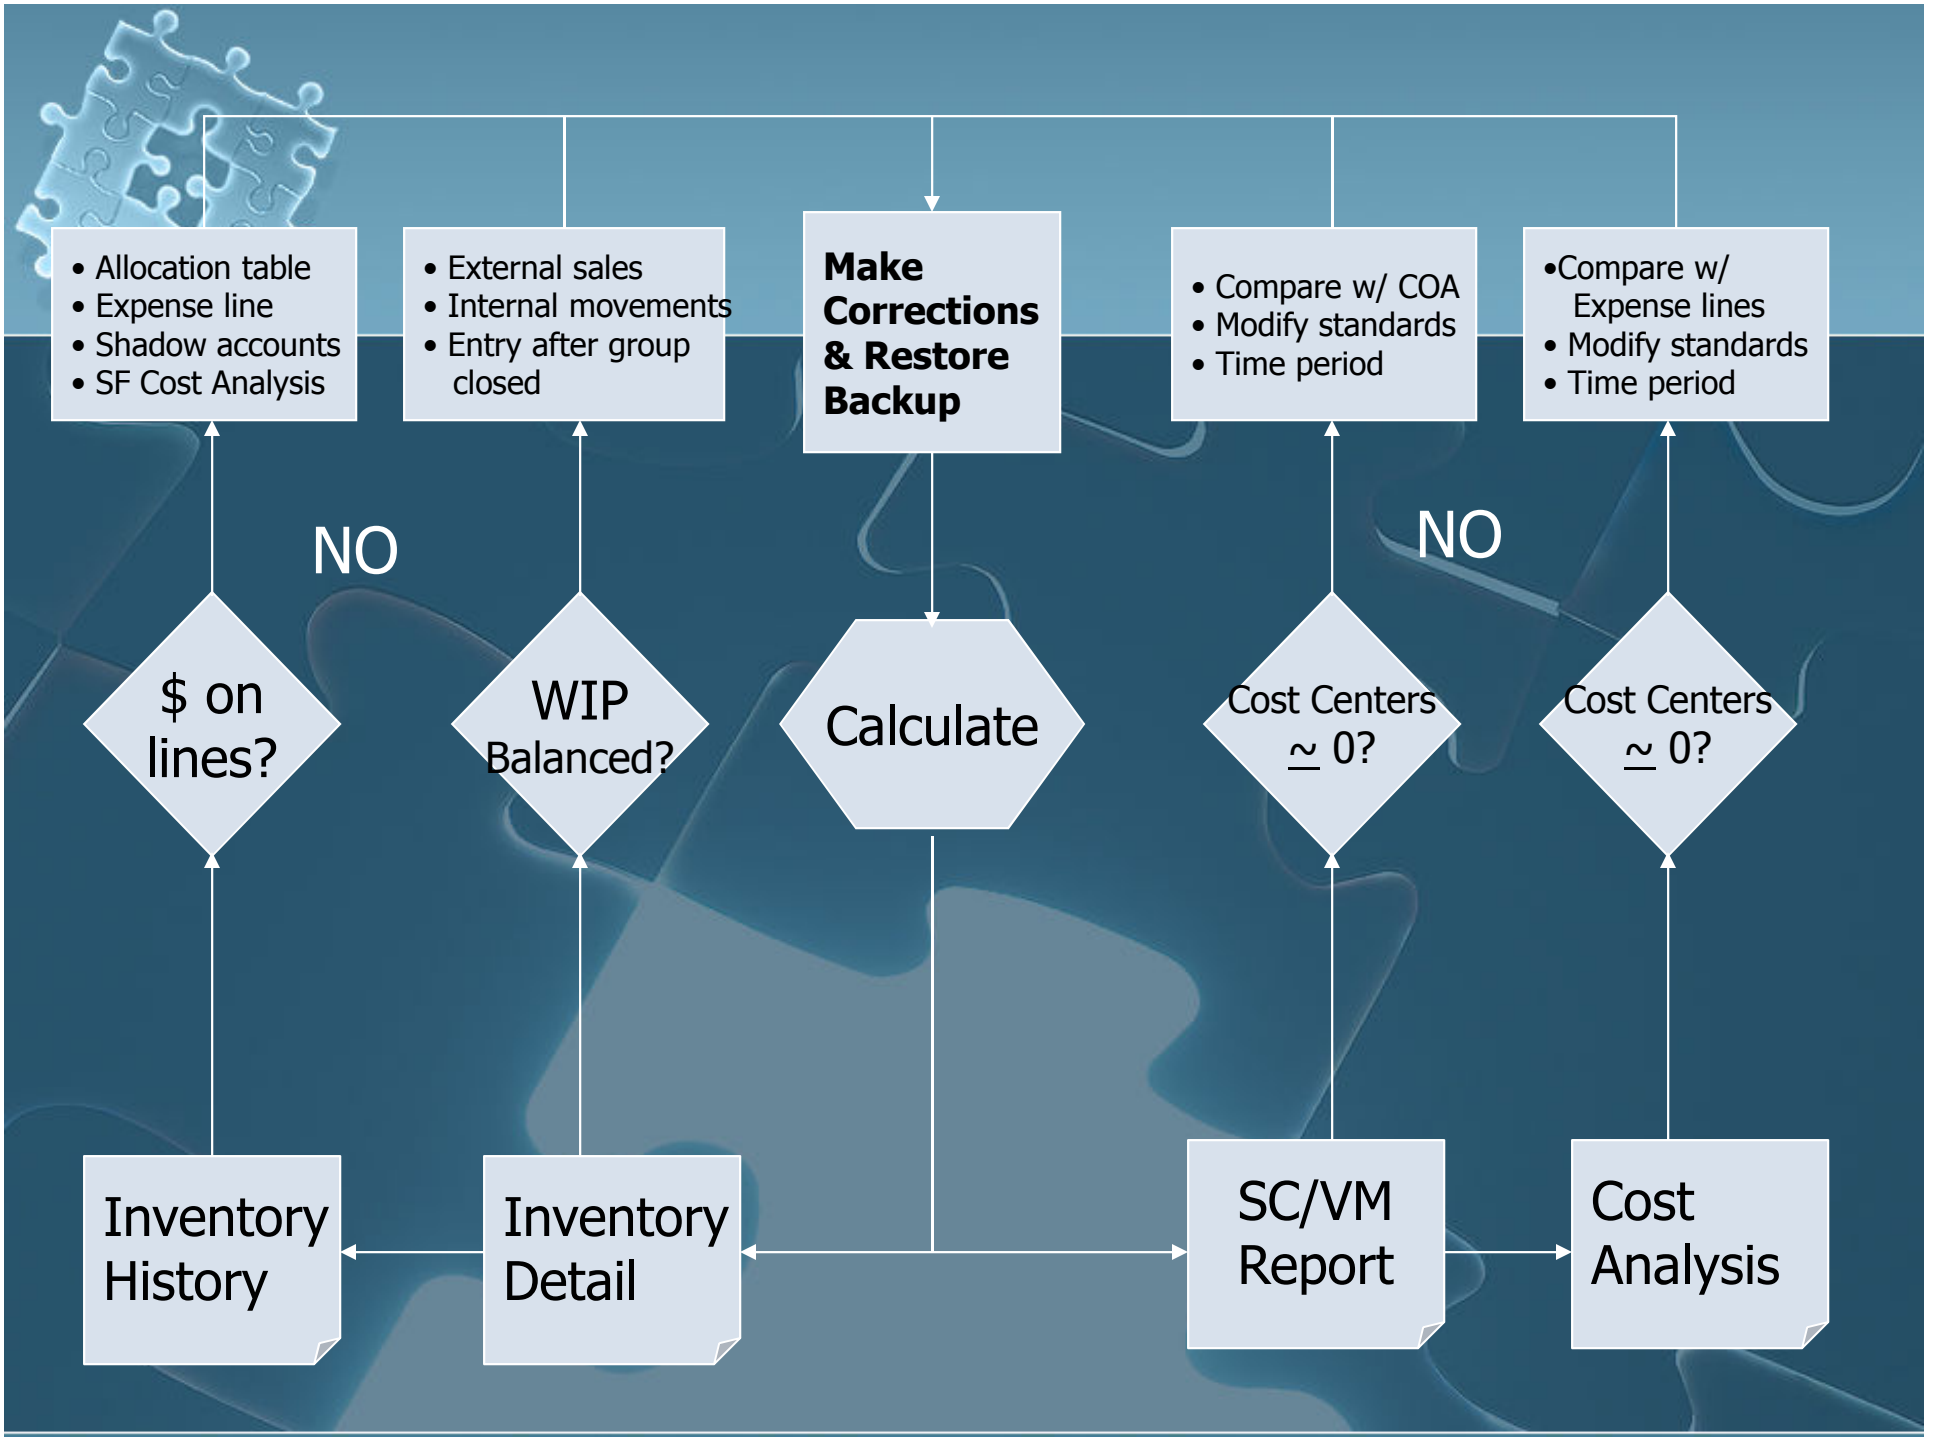 • Allocation table
• Expense line
• Shadow accounts
• SF Cost Analysis
• External sales
• Internal movements
• Entry after group
closed
Make
Corrections
& Restore
Backup
• Compare w/ COA
• Modify standards
• Time period
•Compare w/
Expense lines
• Modify standards
• Time period
NO
NO
$ on
lines?
WIP
Balanced?
Calculate
Cost Centers
~ 0?
Cost Centers
~ 0?
Inventory
History
Inventory
Detail
SC/VM
Report
Cost
Analysis